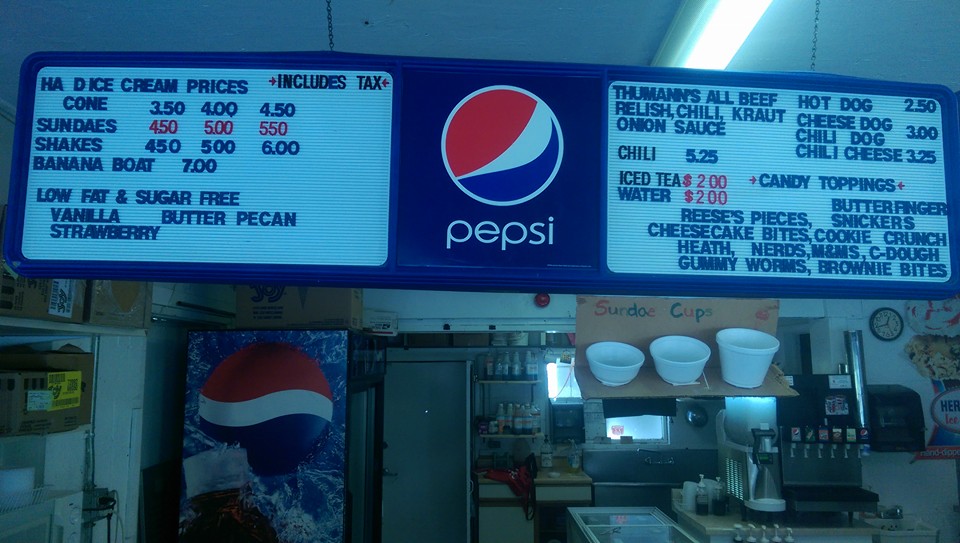 HA D ICE CREAM PRICES →INCLUDES TAX←
CONE 3.50 4.00 4.50
SUNDAES 4.50 5.00 5 50
SHAKES 4 50 5 00 6.00
BANANA BOAT 7.00
LOW FAT & SUGAR FREE
VANILLA BUTTER PECAN
STRAWBERRY
pepsi
THUMANN'S ALL BEEF HOT DOG 2.50
RELISH, CHILI, KRAUT CHEESE DOG
ONION SAUCE CHILI DOG 3.00
CHILI 5.25 CHILI CHEESE 3.25
ICED TEA $ 2 00 →CANDY TOPPINGS←
WATER $ 2 00 BUTTERFINGER
REESE'S PIECES, SNICKERS
CHEESECAKE BITES, COOKIE CRUNCH
HEATH, NERDS, M&M'S, C-DOUGH
GUMMY WORMS, BROWNIE BITES
Sundae Cups
HER